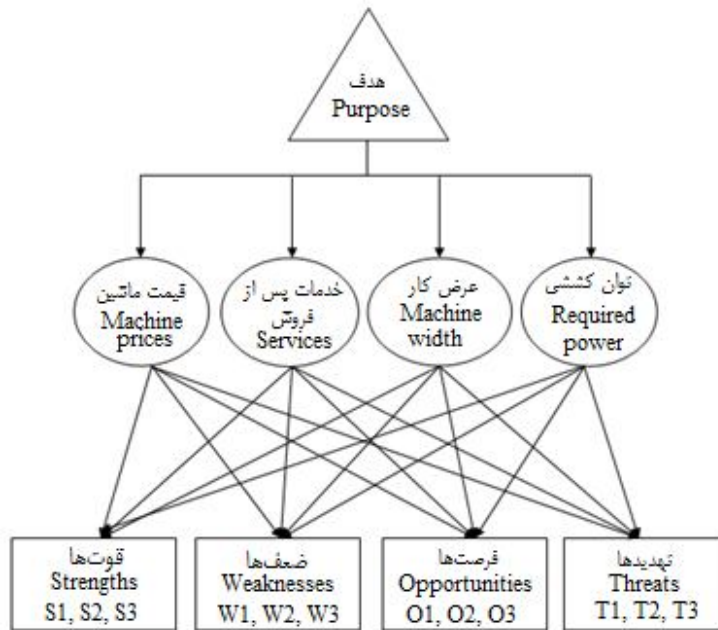 هدف
Purpose
قیمت ماشین
Machine
prices
خدمات پس از
فروش
Services
عرض کار
Machine
width
توان کششی
Required
power
قوت‌ها
Strengths
S1, S2, S3
ضعف‌ها
Weaknesses
W1, W2, W3
فرصت‌ها
Opportunities
O1, O2, O3
تهدیدها
Threats
T1, T2, T3